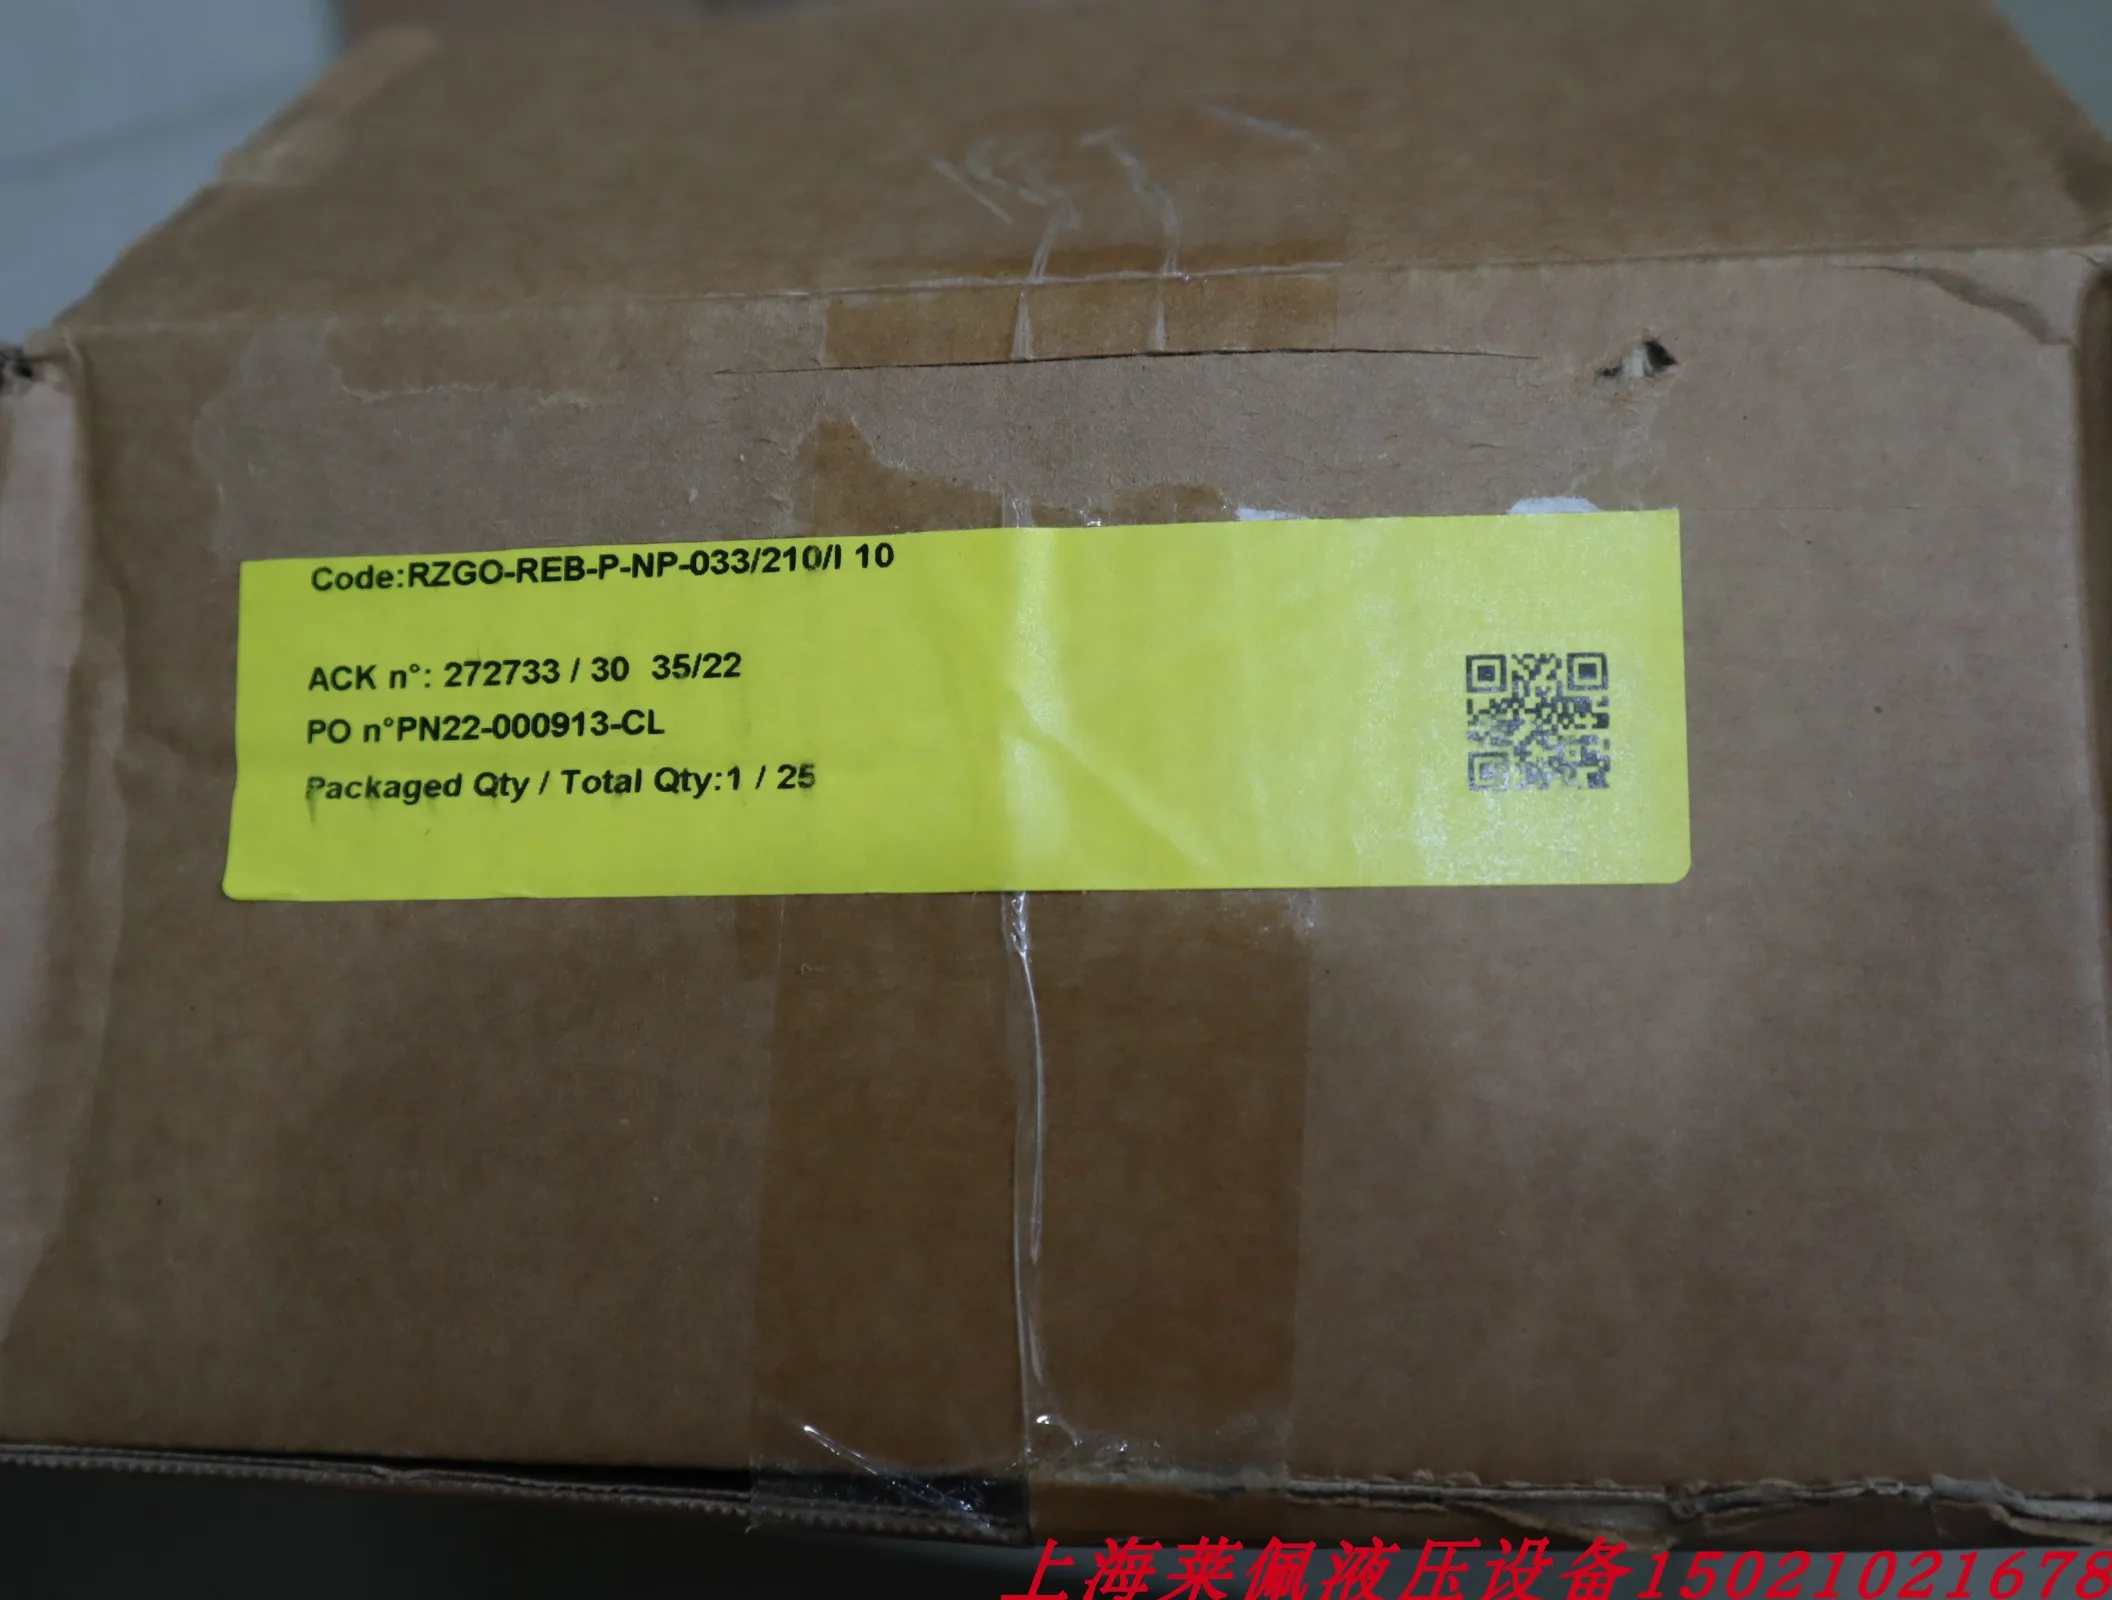 Code:RZGO-REB-P-NP-033/210/I 10
ACK n°: 272733 / 30 35/22
PO n°PN22-000913-CL
Packaged Qty / Total Qty:1 / 25
上海莱佩液压设备15021021678